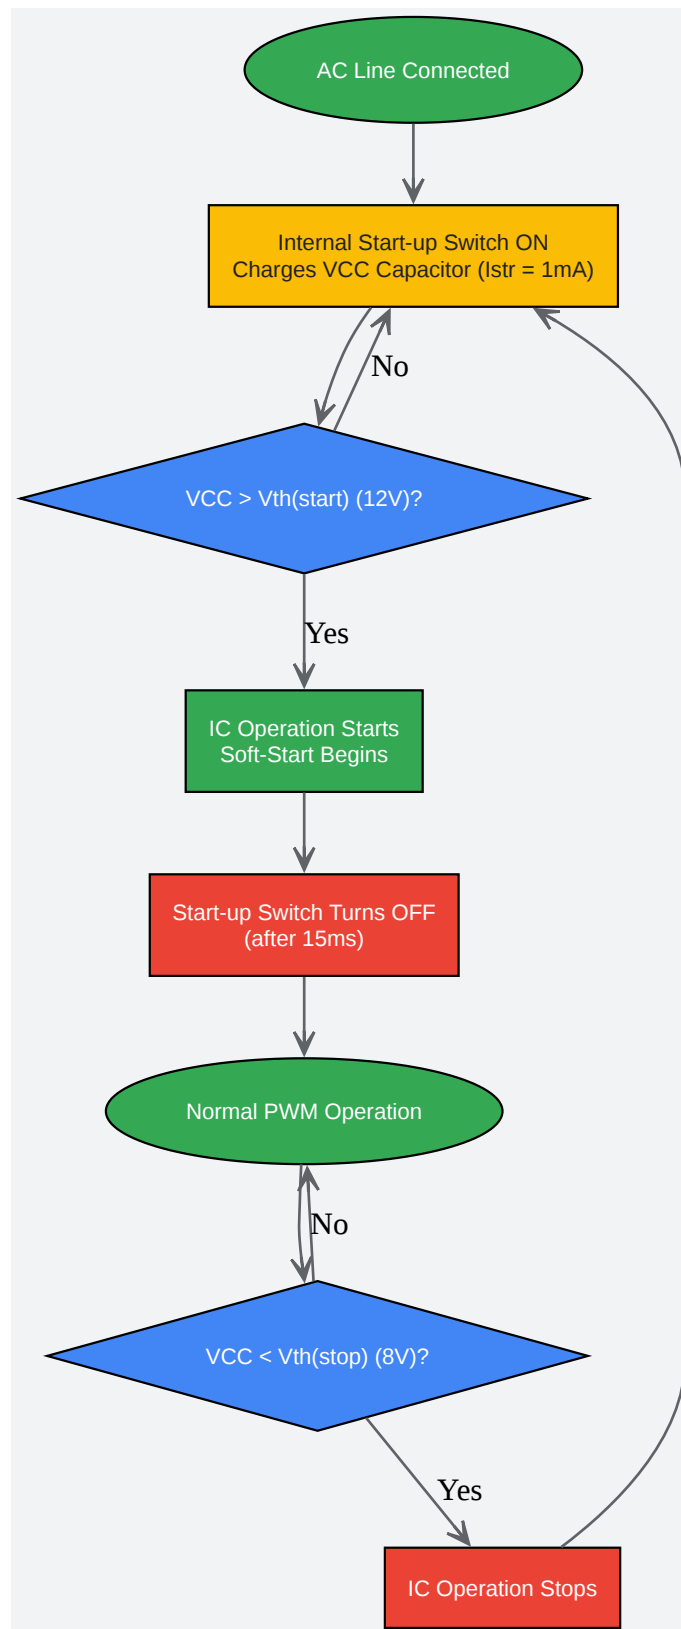 AC Line Connected
Internal Start-up Switch ON
Charges VCC Capacitor (Istr = 1mA)
No
VCC > Vth(start) (12V)?
Yes
IC Operation Starts
Soft-Start Begins
Start-up Switch Turns OFF
(after 15ms)
Normal PWM Operation
No
VCC < Vth(stop) (8V)?
Yes
IC Operation Stops